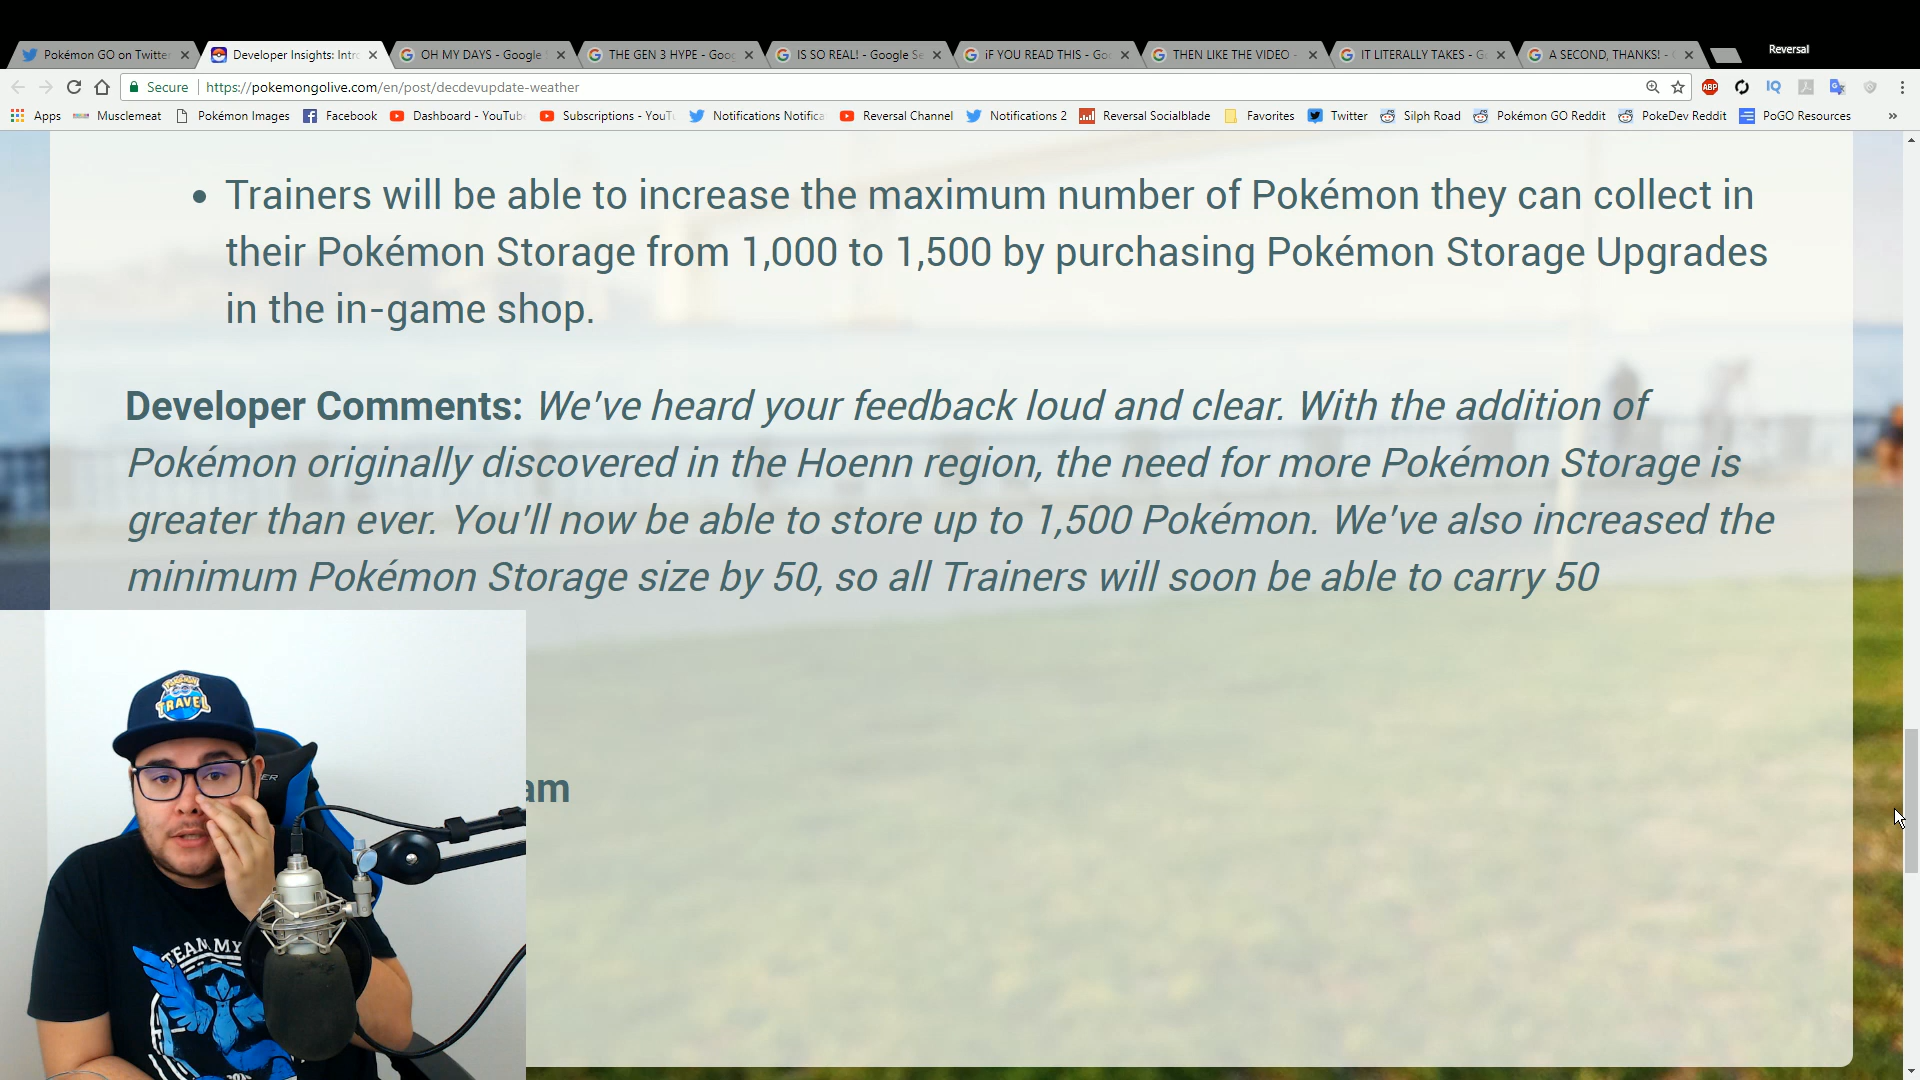 Pokémon GO on Twitter
Developer Insights: Intro
OH MY DAYS - Google
THE GEN 3 HYPE - Goog
IS SO REAL! - Google Se
iF YOU READ THIS - Go
THEN LIKE THE VIDEO -
IT LITERALLY TAKES - G
A SECOND, THANKS! -
Reversal
Secure
https://pokemongolive.com/en/post/decdevupdate-weather
ABP
IQ
Apps
Musclemeat
Pokémon Images
Facebook
Dashboard - YouTub
Subscriptions - YouT
Notifications Notifica
Reversal Channel
Notifications 2
Reversal Socialblade
Favorites
Twitter
Silph Road
Pokémon GO Reddit
PokeDev Reddit
PoGO Resources
»
• Trainers will be able to increase the maximum number of Pokémon they can collect in
their Pokémon Storage from 1,000 to 1,500 by purchasing Pokémon Storage Upgrades
in the in-game shop.
Developer Comments: We've heard your feedback loud and clear. With the addition of
Pokémon originally discovered in the Hoenn region, the need for more Pokémon Storage is
greater than ever. You'll now be able to store up to 1,500 Pokémon. We've also increased the
minimum Pokémon Storage size by 50, so all Trainers will soon be able to carry 50
am
POKÉMON
GO
TRAVEL
TEAM MY